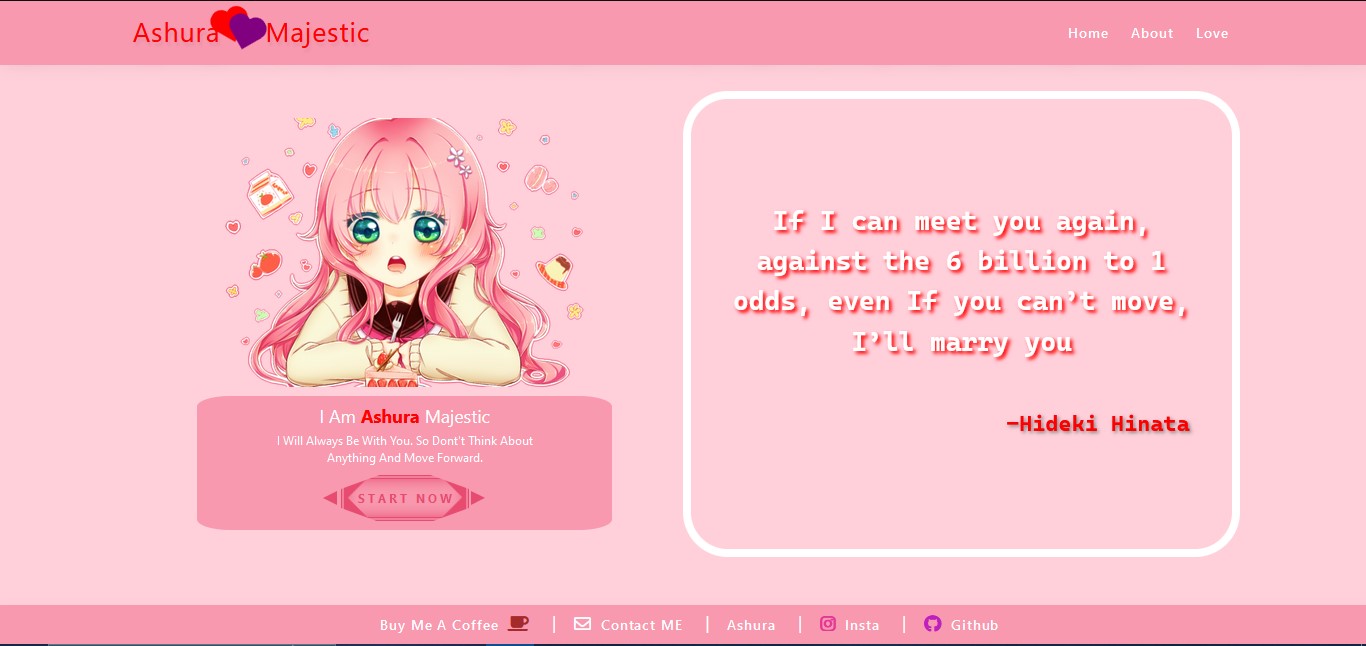 Ashura Majestic
Home About Love
If I can meet you again,
against the 6 billion to 1
odds, even If you can’t move,
I’ll marry you
-Hideki Hinata
I Am Ashura Majestic
I Will Always Be With You. So Dont't Think About
Anything And Move Forward.
START NOW
Buy Me A Coffee | Contact ME | Ashura | Insta | Github